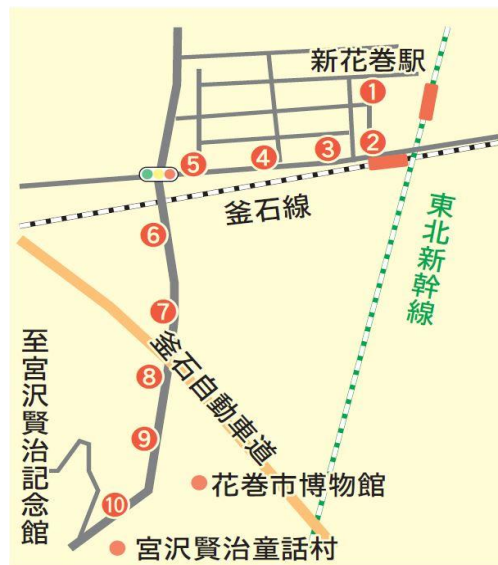 新花巻駅
①
②
③
④
⑤
釜石線
⑥
東北新幹線
⑦
釜石自動車道
⑧
至宮沢賢治記念館
⑨
花巻市博物館
⑩
宮沢賢治童話村